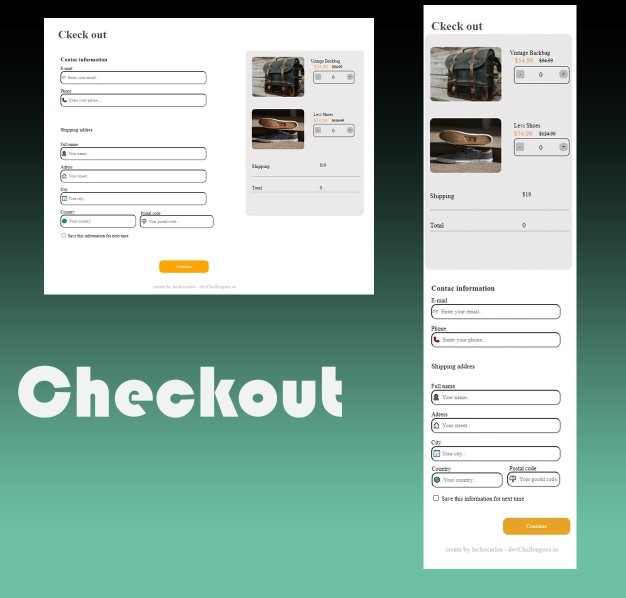 Ckeck out
Contac information
E-mail
Enter your email.
Phone
Enter your phone..
Shipping addres
Full name
Your name..
Adress
Your street..
City
Your city..
Country
Postal code
Your country..
Your postal code..
Save this information for next time
Continue
create by luchocarlos - devChallengues.io
Vintage Backbag
$54.99 $94.99
- 0 +
Levi Shoes
$74.99 $124.99
- 0 +
Shipping $19
Total 0
Checkout
Ckeck out
Vintage Backbag
$54.99 $94.99
- 0 +
Levi Shoes
$74.99 $124.99
- 0 +
Shipping $19
Total 0
Contac information
E-mail
Enter your email.
Phone
Enter your phone..
Shipping addres
Full name
Your name..
Adress
Your street..
City
Your city..
Country
Postal code
Your country..
Your postal code
Save this information for next time
Continue
create by luchocarlos - devChallengues.io